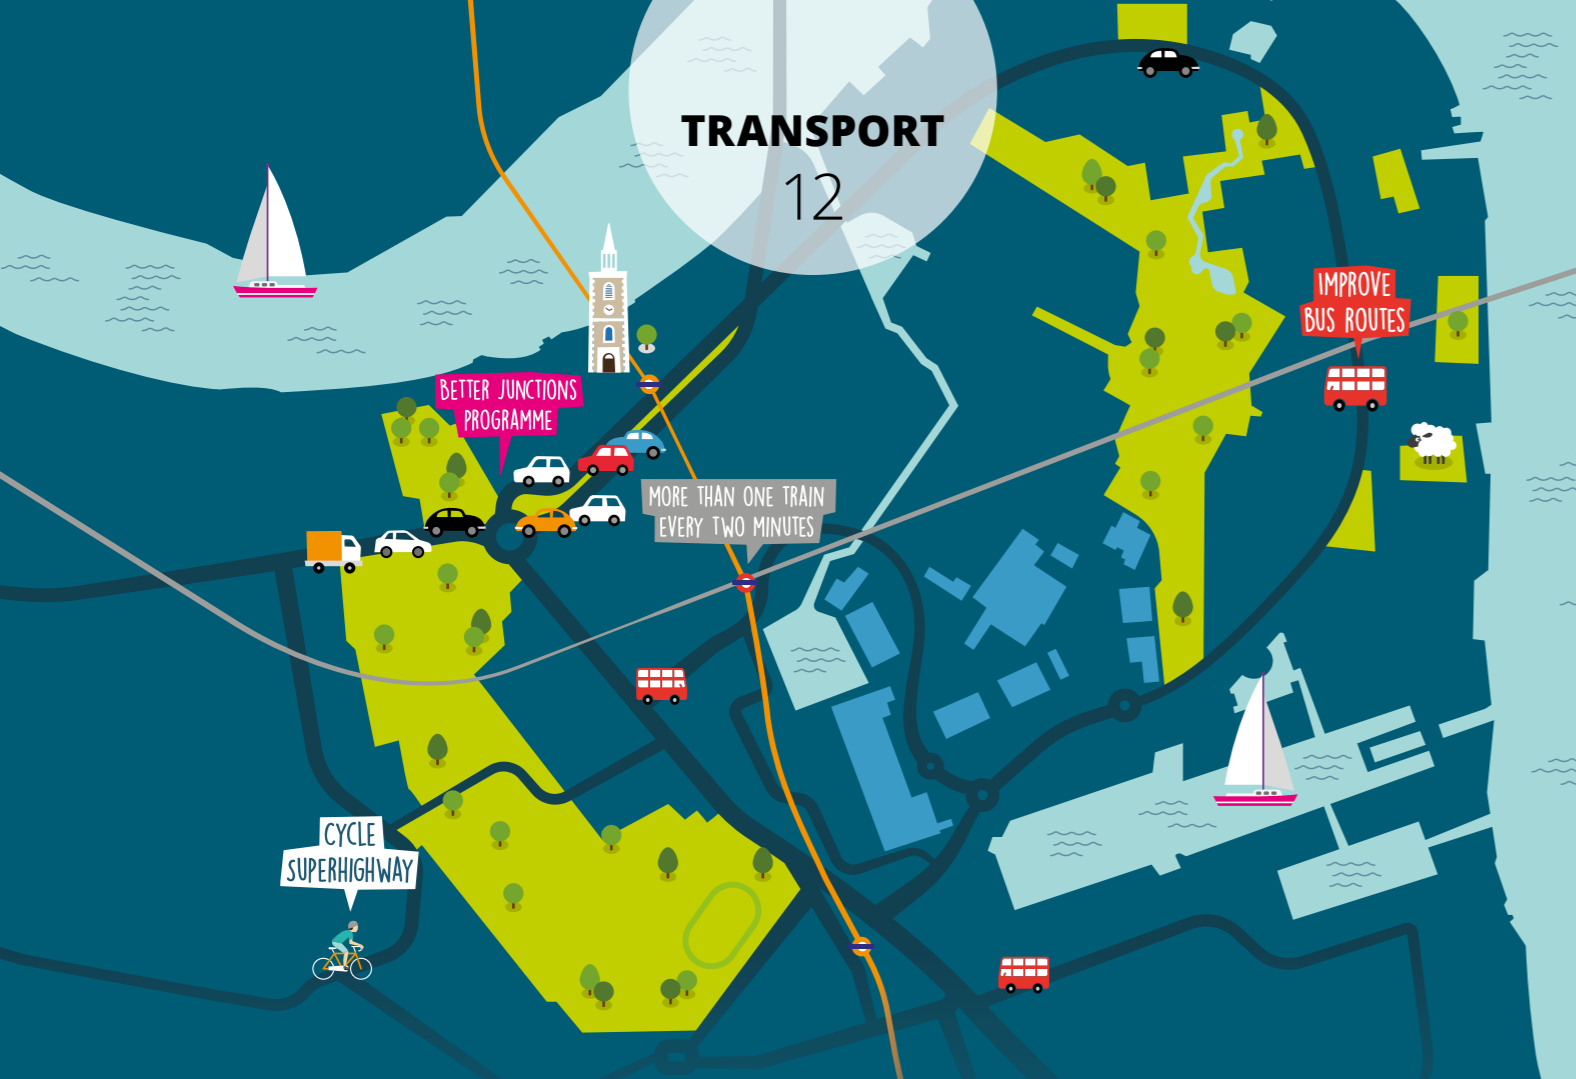 TRANSPORT
12
IMPROVE
BUS ROUTES
BETTER JUNCTIONS
PROGRAMME
MORE THAN ONE TRAIN
EVERY TWO MINUTES
CYCLE
SUPERHIGHWAY